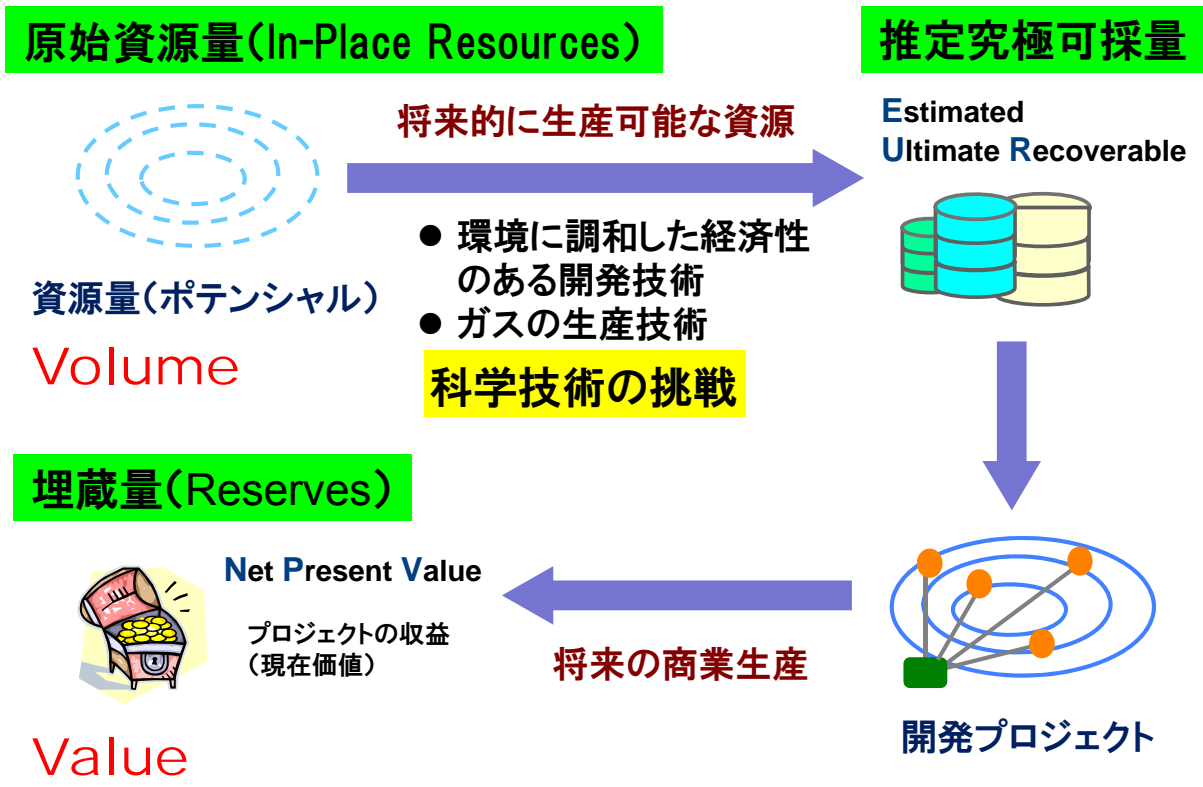 原始資源量(In-Place Resources)
推定究極可採量
将来的に生産可能な資源
Estimated
Ultimate Recoverable
● 環境に調和した経済性
のある開発技術
● ガスの生産技術
科学技術の挑戦
資源量(ポテンシャル)
Volume
埋蔵量(Reserves)
Net Present Value
プロジェクトの収益
(現在価値)
将来の商業生産
開発プロジェクト
Value